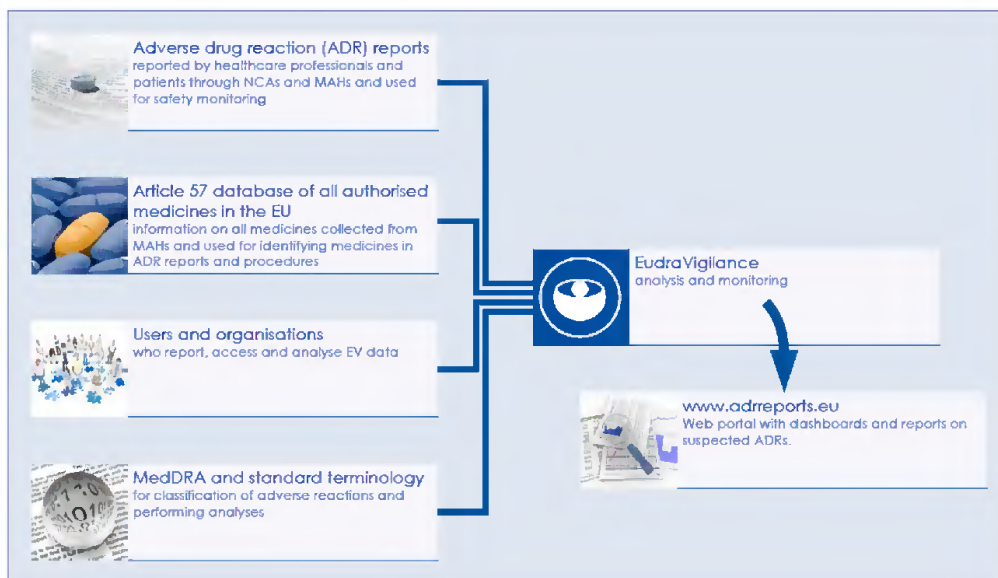 Adverse drug reaction (ADR) reports
reported by healthcare professionals and
patients through NCAs and MAHs and used
for safety monitoring
Article 57 database of all authorised
medicines in the EU
information on all medicines collected from
MAHs and used for identifying medicines in
ADR reports and procedures
Users and organisations
who report, access and analyse EV data
MedDRA and standard terminology
for classification of adverse reactions and
performing analyses
EudraVigilance
analysis and monitoring
www.adrreports.eu
Web portal with dashboards and reports on
suspected ADRs.